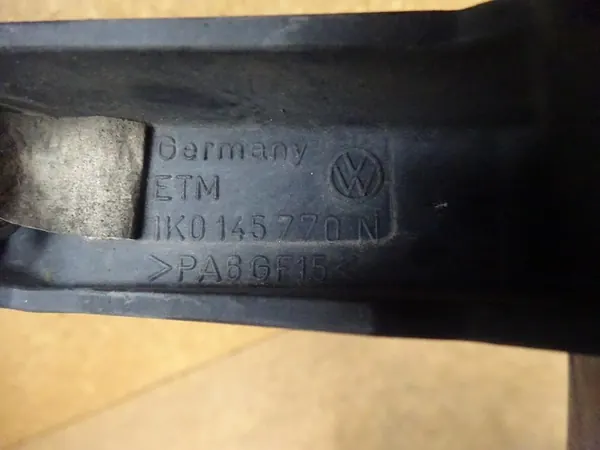 Germany
ETM
1K0 145 770 N
>PA6 GF15<